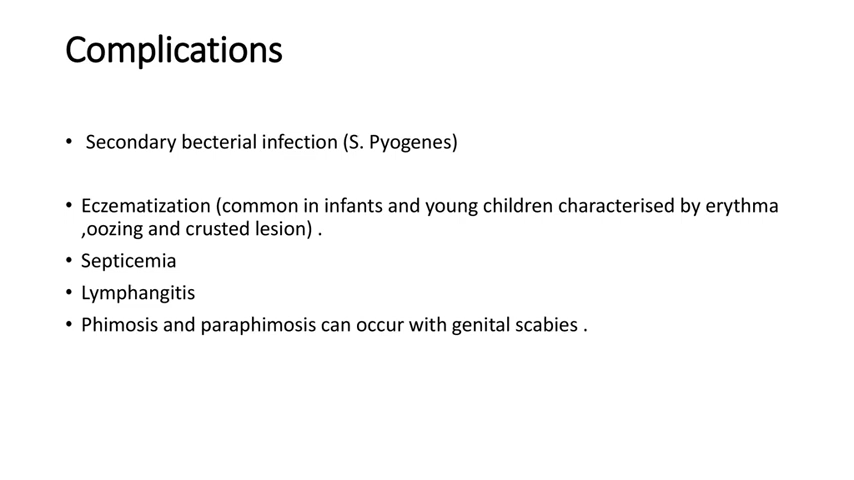 Complications
• Secondary becterial infection (S. Pyogenes)
• Eczematization (common in infants and young children characterised by erythma
,oozing and crusted lesion) .
• Septicemia
• Lymphangitis
• Phimosis and paraphimosis can occur with genital scabies .